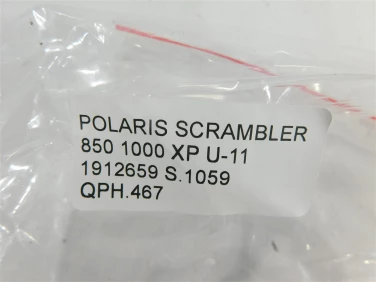 POLARIS SCRAMBLER
850 1000 XP U-11
1912659 S.1059
QPH.467